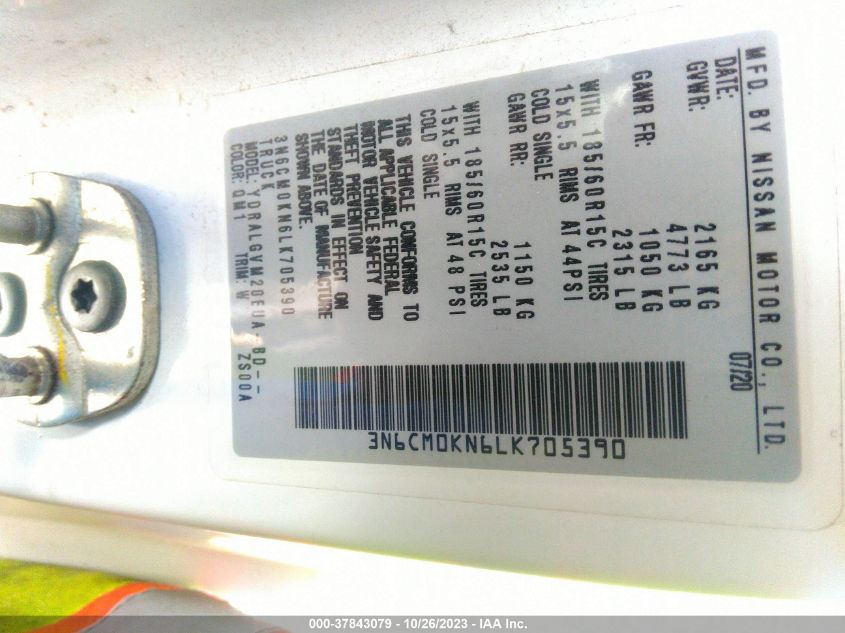 MFD. BY NISSAN MOTOR CO., LTD.
DATE: 07/20
GVWR: 2165 KG
4773 LB
GAWR FR: 1050 KG
2315 LB
WITH 185/60R15C TIRES
15x5.5 RIMS AT 44PSI
COLD SINGLE
GAWR RR: 1150 KG
2535 LB
WITH 185/60R15C TIRES
15x5.5 RIMS AT 48 PSI
COLD SINGLE
THIS VEHICLE CONFORMS TO
ALL APPLICABLE FEDERAL
MOTOR VEHICLE SAFETY AND
THEFT PREVENTION
STANDARDS IN EFFECT ON
THE DATE OF MANUFACTURE
SHOWN ABOVE.
3N6CM0KN6LK705390
TRUCK
MODEL: YDRALGVM20EUA-BD--
COLOR: QM1 TRIM: W ZS00A
3N6CM0KN6LK705390
000-37843079 - 10/26/2023 - IAA Inc.